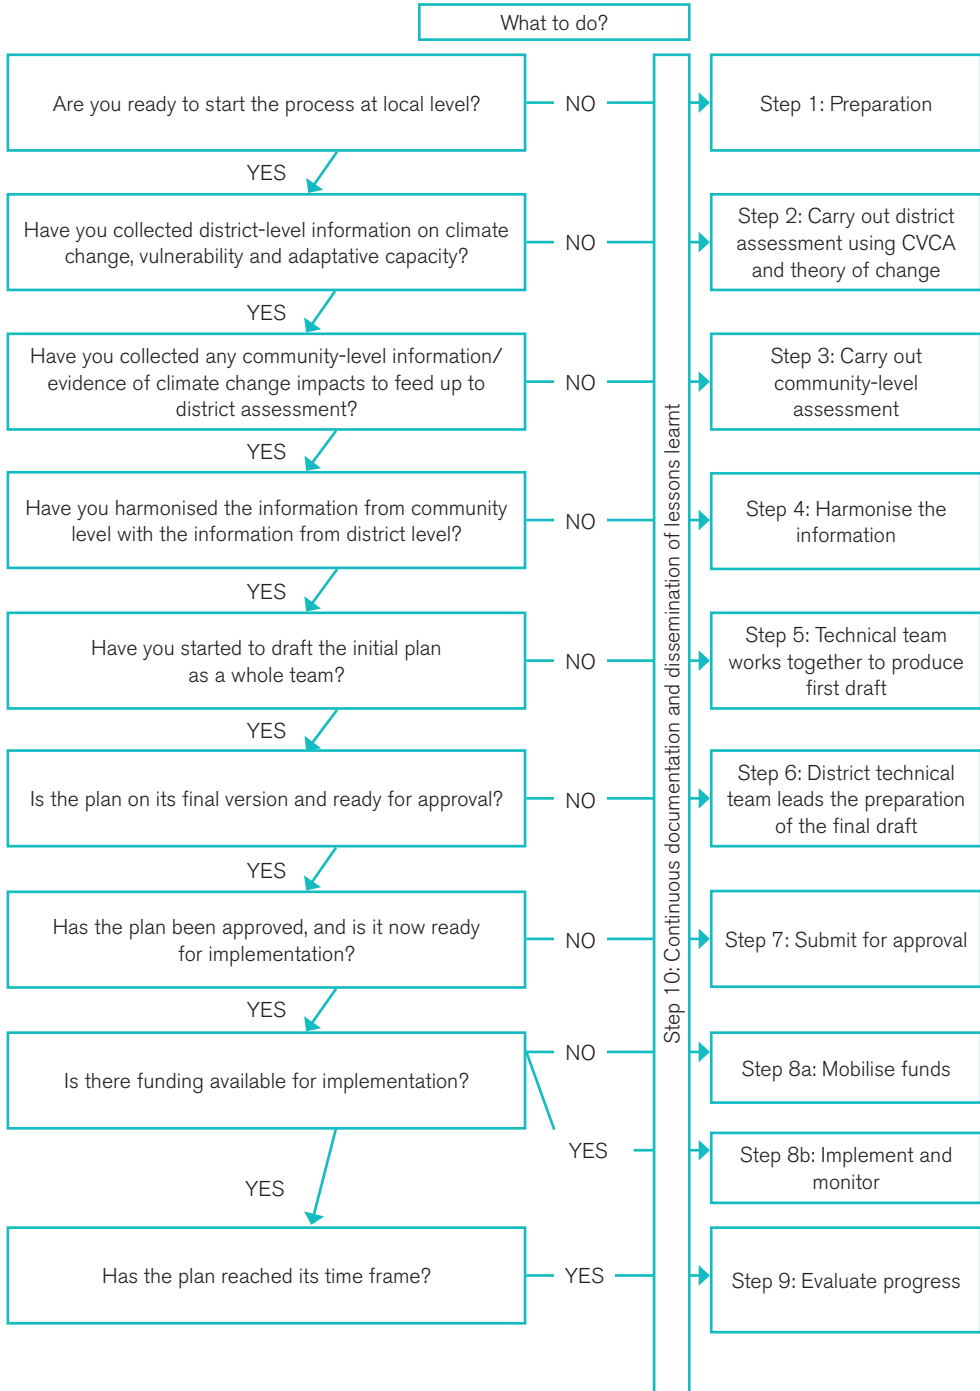 What to do?
Are you ready to start the process at local level?
NO
Step 1: Preparation
YES
Have you collected district-level information on climate
change, vulnerability and adaptative capacity?
NO
Step 2: Carry out district
assessment using CVCA
and theory of change
YES
Have you collected any community-level information/
evidence of climate change impacts to feed up to
district assessment?
NO
Step 3: Carry out
community-level
assessment
YES
Have you harmonised the information from community
level with the information from district level?
NO
Step 4: Harmonise the
information
YES
Have you started to draft the initial plan
as a whole team?
NO
Step 5: Technical team
works together to produce
first draft
YES
Is the plan on its final version and ready for approval?
NO
Step 6: District technical
team leads the preparation
of the final draft
YES
Has the plan been approved, and is it now ready
for implementation?
NO
Step 7: Submit for approval
YES
Is there funding available for implementation?
NO
Step 8a: Mobilise funds
YES
Step 8b: Implement and
monitor
YES
Has the plan reached its time frame?
YES
Step 9: Evaluate progress
Step 10: Continuous documentation and dissemination of lessons learnt